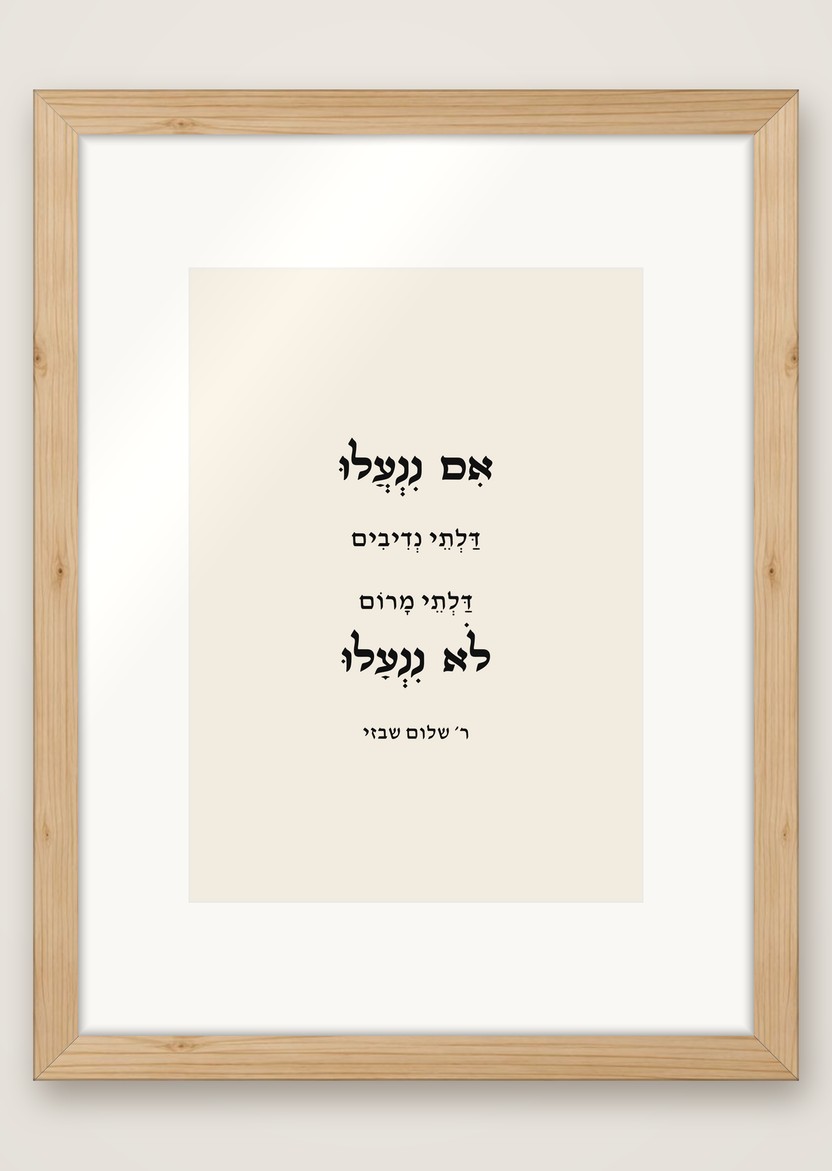 אִם נִנְעֲלוּ
דַּלְתֵי נְדִיבִים
דַּלְתֵי מָרוֹם
לֹא נִנְעָלוּ
ר׳ שלום שבזי